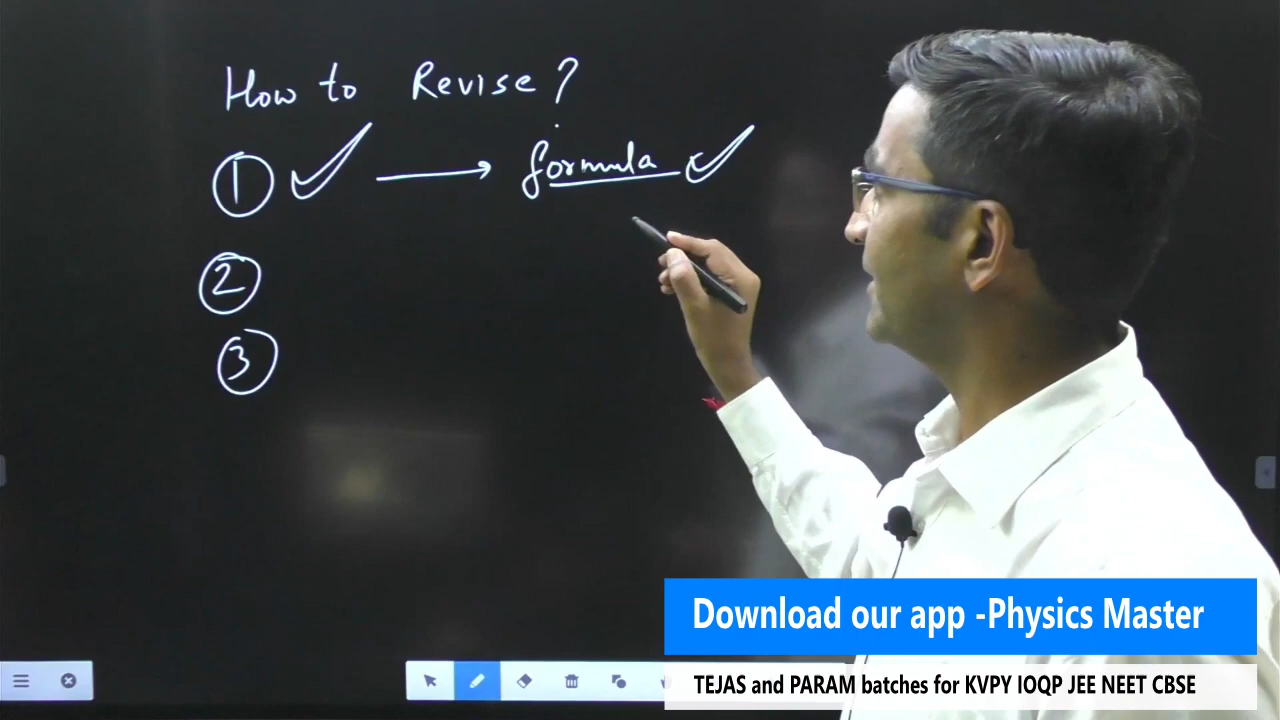 How to Revise?
1 ✓ → formula ✓
2
3
Download our app -Physics Master
TEJAS and PARAM batches for KVPY IOQP JEE NEET CBSE